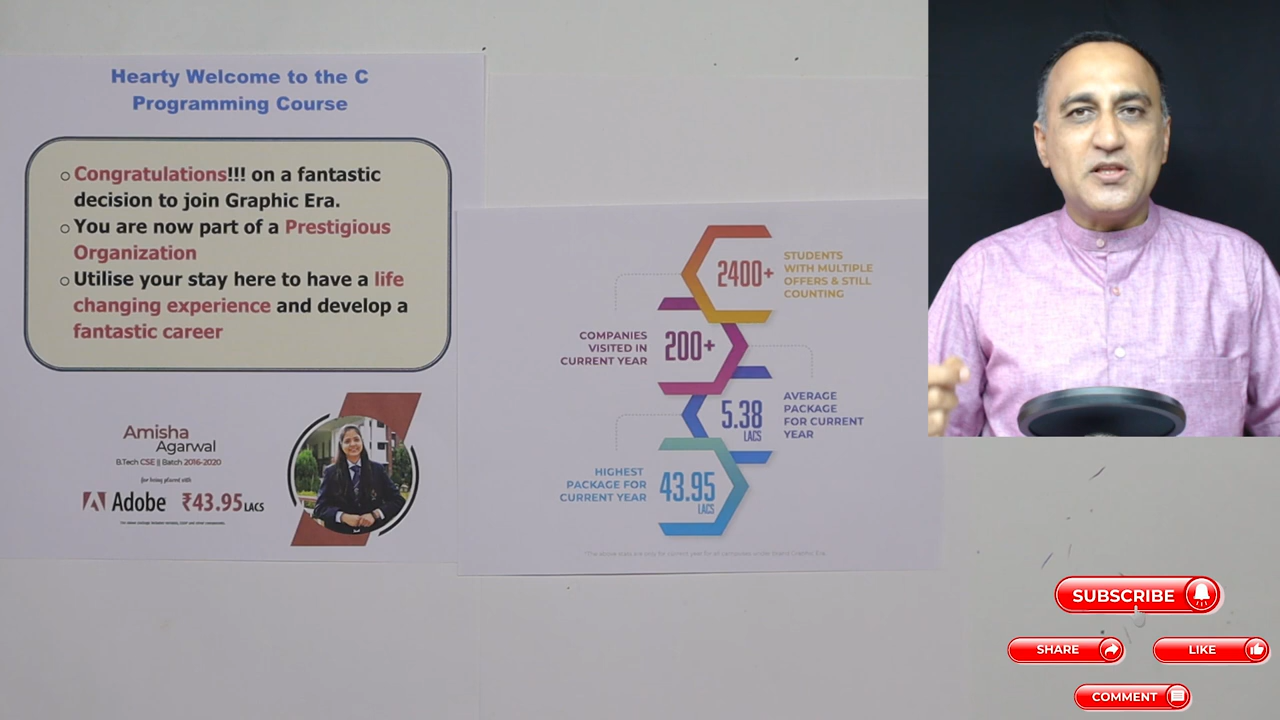 Hearty Welcome to the C
Programming Course
Congratulations!!! on a fantastic
decision to join Graphic Era.
You are now part of a Prestigious
Organization
Utilise your stay here to have a life
changing experience and develop a
fantastic career
Amisha
Agarwal
B.Tech CSE || Batch 2016-2020
for being placed with
Adobe ₹43.95 LACS
2400+
STUDENTS
WITH MULTIPLE
OFFERS & STILL
COUNTING
COMPANIES
VISITED IN
CURRENT YEAR
200+
5.38
LACS
AVERAGE
PACKAGE
FOR CURRENT
YEAR
HIGHEST
PACKAGE FOR
CURRENT YEAR
43.95
LACS
SUBSCRIBE
SHARE
LIKE
COMMENT